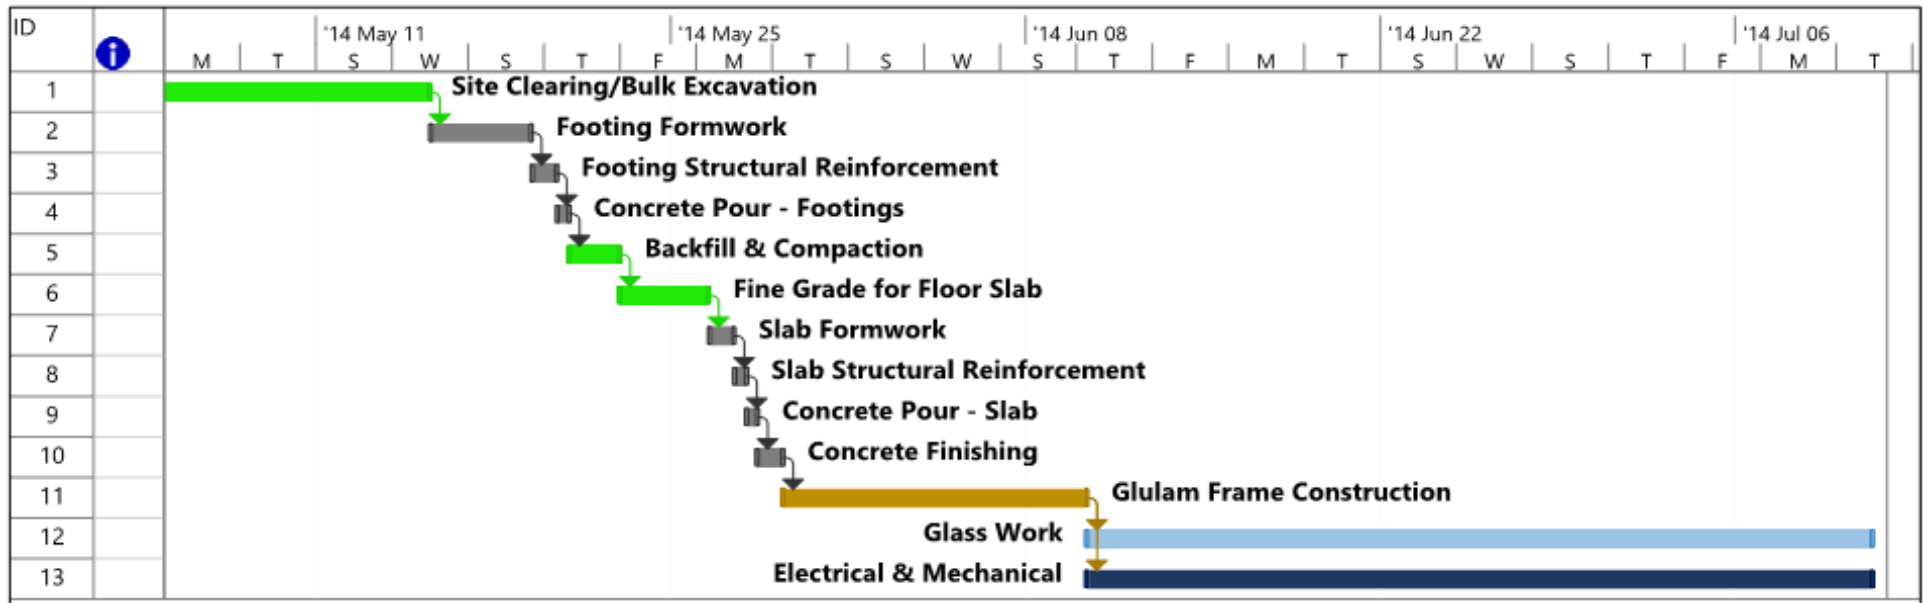 ID
i
'14 May 11 '14 May 25 '14 Jun 08 '14 Jun 22 '14 Jul 06
M T S W S T F M T S W S T F M T S W S T F M T
1 Site Clearing/Bulk Excavation
2 Footing Formwork
3 Footing Structural Reinforcement
4 Concrete Pour - Footings
5 Backfill & Compaction
6 Fine Grade for Floor Slab
7 Slab Formwork
8 Slab Structural Reinforcement
9 Concrete Pour - Slab
10 Concrete Finishing
11 Glulam Frame Construction
12 Glass Work
13 Electrical & Mechanical